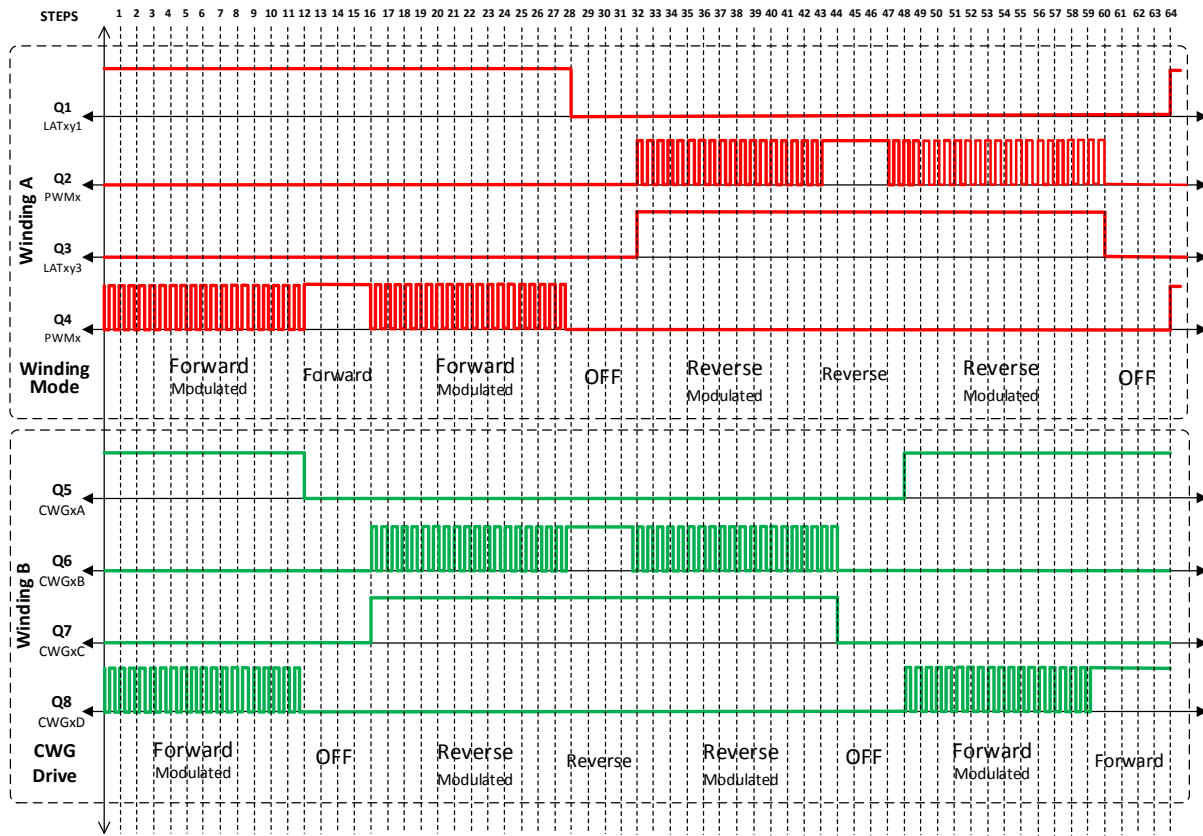 STEPS 1 2 3 4 5 6 7 8 9 10 11 12 13 14 15 16 17 18 19 20 21 22 23 24 25 26 27 28 29 30 31 32 33 34 35 36 37 38 39 40 41 42 43 44 45 46 47 48 49 50 51 52 53 54 55 56 57 58 59 60 61 62 63 64
Winding A
Q1
LATxy1
Q2
PWMx
Q3
LATxy3
Q4
PWMx
Winding
Mode
Forward
Modulated
Forward
Forward
Modulated
OFF
Reverse
Modulated
Reverse
Reverse
Modulated
OFF
Winding B
Q5
CWGxA
Q6
CWGxB
Q7
CWGxC
Q8
CWGxD
CWG
Drive
Forward
Modulated
OFF
Reverse
Modulated
Reverse
Reverse
Modulated
OFF
Forward
Modulated
Forward